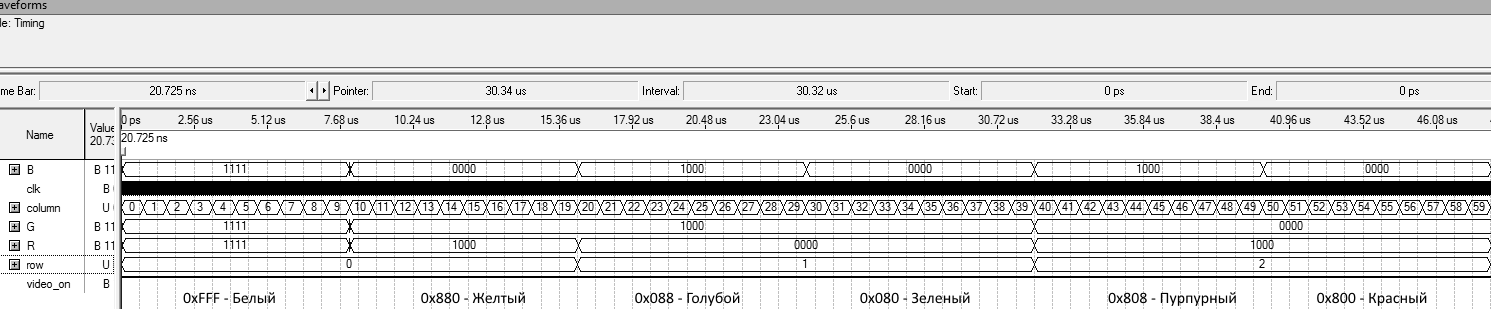 aveforms
le: Timing
me Bar: 20.725 ns Pointer: 30.34 us Interval: 30.32 us Start: 0 ps End: 0 ps
Name Value 20.7 0 ps 2.56 us 5.12 us 7.68 us 10.24 us 12.8 us 15.36 us 17.92 us 20.48 us 23.04 us 25.6 us 28.16 us 30.72 us 33.28 us 35.84 us 38.4 us 40.96 us 43.52 us 46.08 us
20.725 ns
B B 11 1111 0000 1000 0000 1000 0000
clk B
column U 0 1 2 3 4 5 6 7 8 9 10 11 12 13 14 15 16 17 18 19 20 21 22 23 24 25 26 27 28 29 30 31 32 33 34 35 36 37 38 39 40 41 42 43 44 45 46 47 48 49 50 51 52 53 54 55 56 57 58 59
G B 11 1111 1000 0000
R B 11 1111 1000 0000 1000
row U 0 1 2
video_on B
0xFFF - Белый 0x880 - Желтый 0x088 - Голубой 0x080 - Зеленый 0x808 - Пурпурный 0x800 - Красный